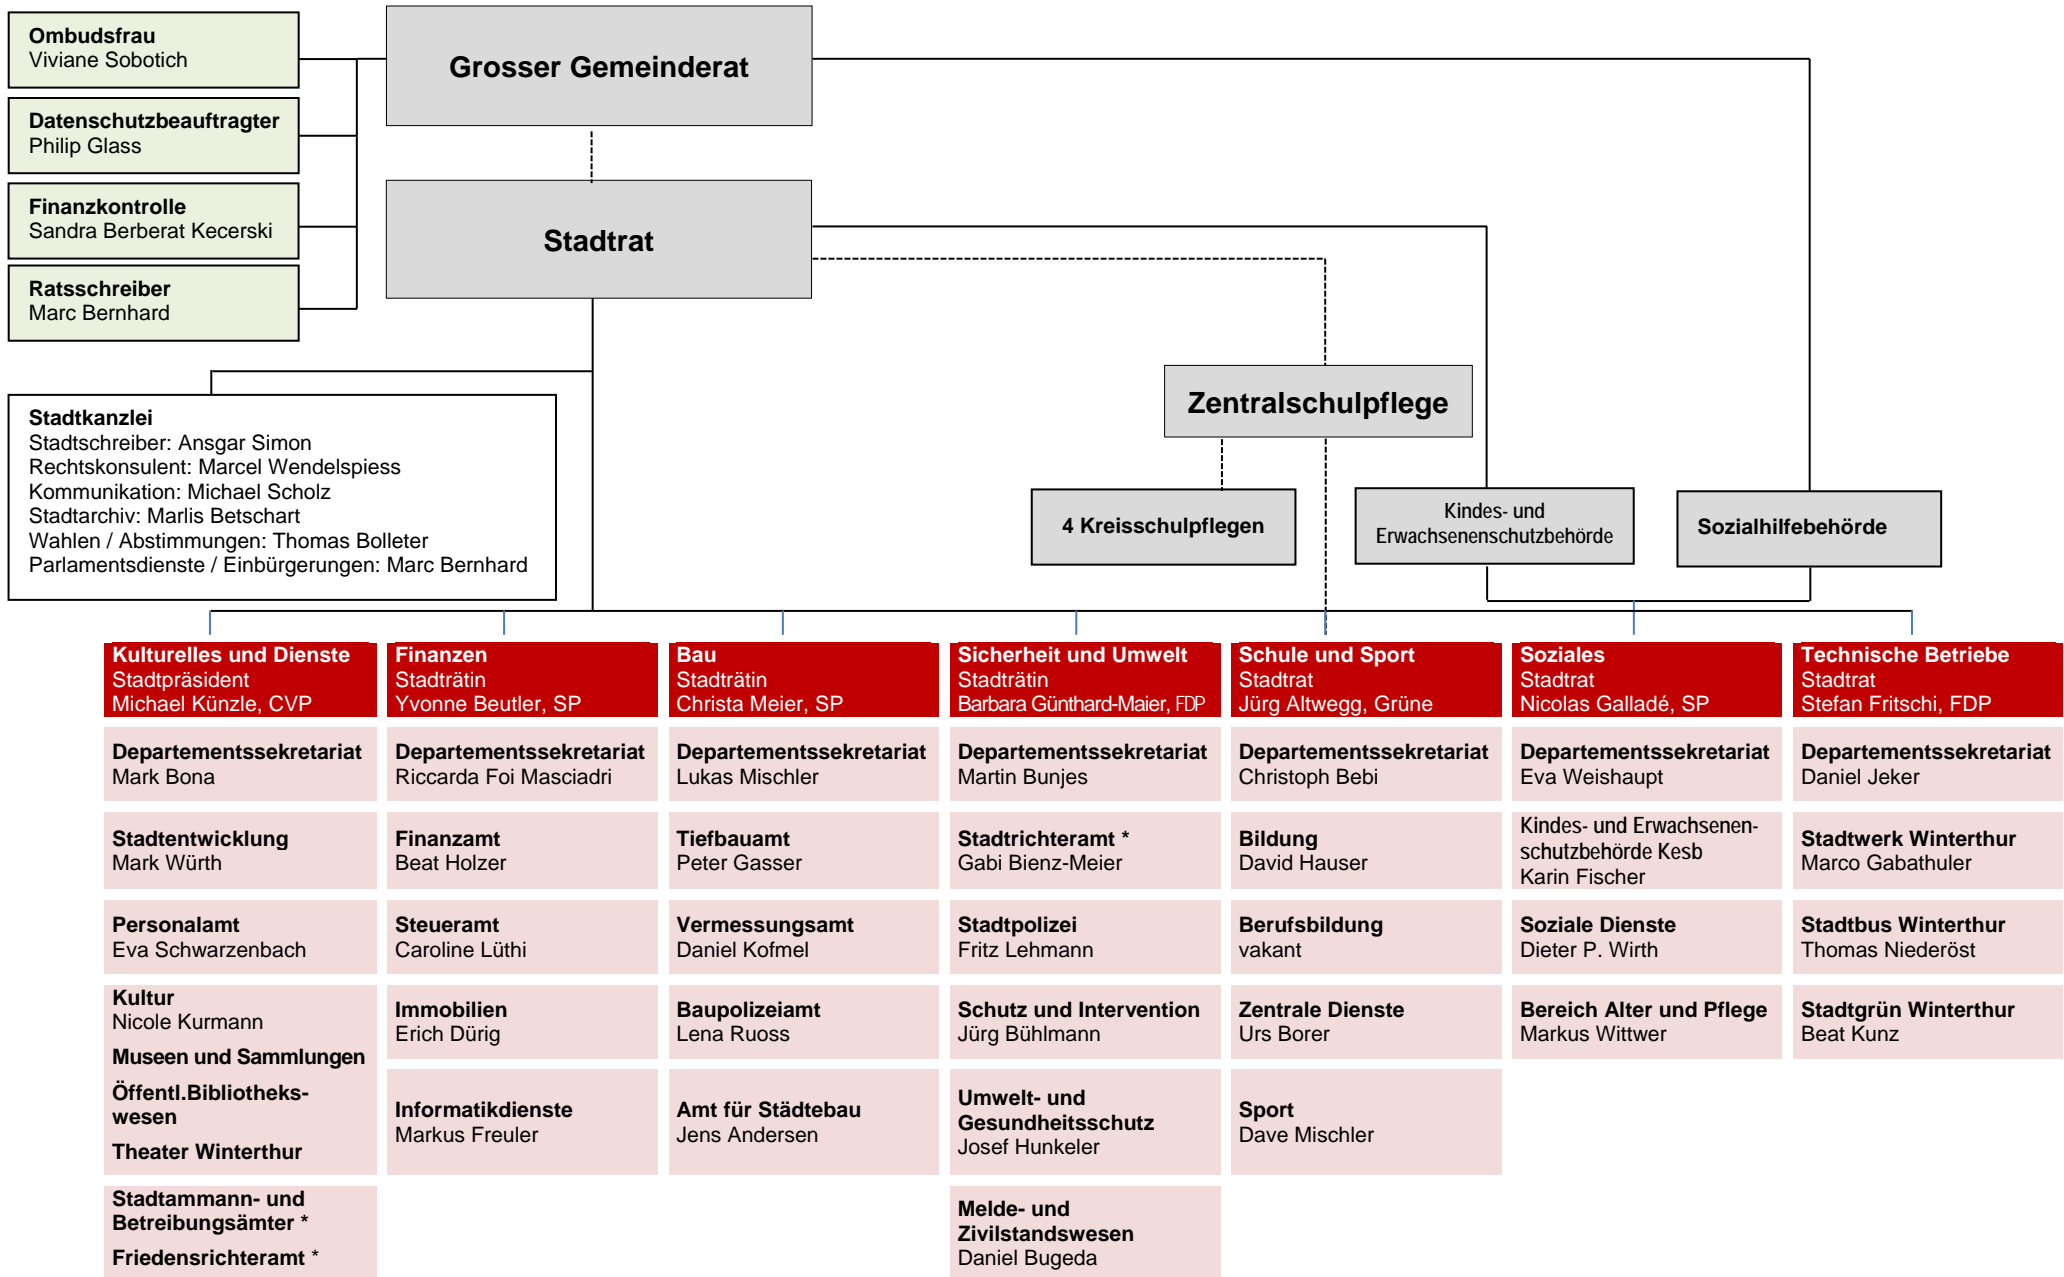 Ombudsfrau
Viviane Sobotich
Datenschutzbeauftragter
Philip Glass
Finanzkontrolle
Sandra Berberat Kecerski
Ratsschreiber
Marc Bernhard
Grosser Gemeinderat
Stadtrat
Stadtkanzlei
Stadtschreiber: Ansgar Simon
Rechtskonsulent: Marcel Wendelspiess
Kommunikation: Michael Scholz
Stadtarchiv: Marlis Betschart
Wahlen / Abstimmungen: Thomas Bolleter
Parlamentsdienste / Einbürgerungen: Marc Bernhard
Zentralschulpflege
4 Kreisschulpflegen
Kindes- und
Erwachsenenschutzbehörde
Sozialhilfebehörde
Kulturelles und Dienste
Stadtpräsident
Michael Künzle, CVP
Departementssekretariat
Mark Bona
Stadtentwicklung
Mark Würth
Personalamt
Eva Schwarzenbach
Kultur
Nicole Kurmann
Museen und Sammlungen
Öffentl.Bibliotheks-
wesen
Theater Winterthur
Stadtammann- und
Betreibungsämter *
Friedensrichteramt *
Finanzen
Stadträtin
Yvonne Beutler, SP
Departementssekretariat
Riccarda Foi Masciadri
Finanzamt
Beat Holzer
Steueramt
Caroline Lüthi
Immobilien
Erich Dürig
Informatikdienste
Markus Freuler
Bau
Stadträtin
Christa Meier, SP
Departementssekretariat
Lukas Mischler
Tiefbauamt
Peter Gasser
Vermessungsamt
Daniel Kofmel
Baupolizeiamt
Lena Ruoss
Amt für Städtebau
Jens Andersen
Sicherheit und Umwelt
Stadträtin
Barbara Günthard-Maier, FDP
Departementssekretariat
Martin Bunjes
Stadtrichteramt *
Gabi Bienz-Meier
Stadtpolizei
Fritz Lehmann
Schutz und Intervention
Jürg Bühlmann
Umwelt- und
Gesundheitsschutz
Josef Hunkeler
Melde- und
Zivilstandswesen
Daniel Bugeda
Schule und Sport
Stadtrat
Jürg Altwegg, Grüne
Departementssekretariat
Christoph Bebi
Bildung
David Hauser
Berufsbildung
vakant
Zentrale Dienste
Urs Borer
Sport
Dave Mischler
Soziales
Stadtrat
Nicolas Galladé, SP
Departementssekretariat
Eva Weishaupt
Kindes- und Erwachsenen-
schutzbehörde Kesb
Karin Fischer
Soziale Dienste
Dieter P. Wirth
Bereich Alter und Pflege
Markus Wittwer
Technische Betriebe
Stadtrat
Stefan Fritschi, FDP
Departementssekretariat
Daniel Jeker
Stadtwerk Winterthur
Marco Gabathuler
Stadtbus Winterthur
Thomas Niederöst
Stadtgrün Winterthur
Beat Kunz